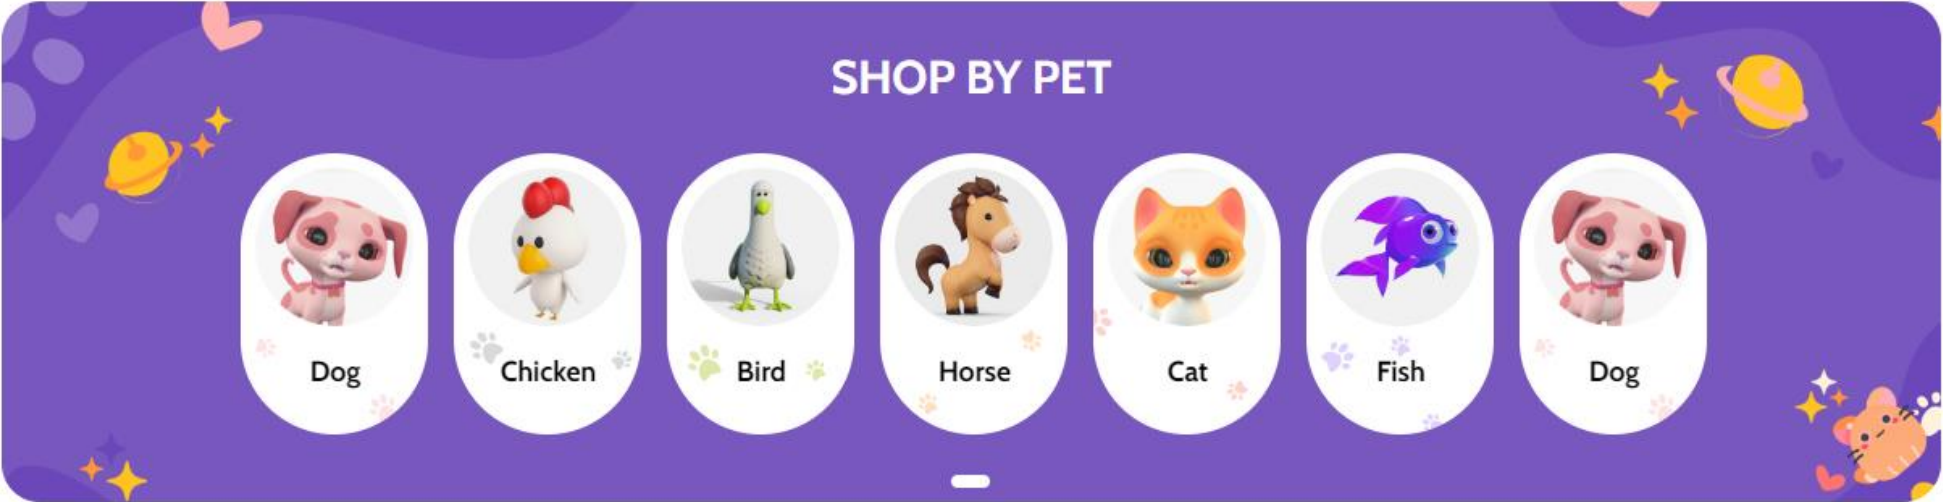 SHOP BY PET
Dog
Chicken
Bird
Horse
Cat
Fish
Dog